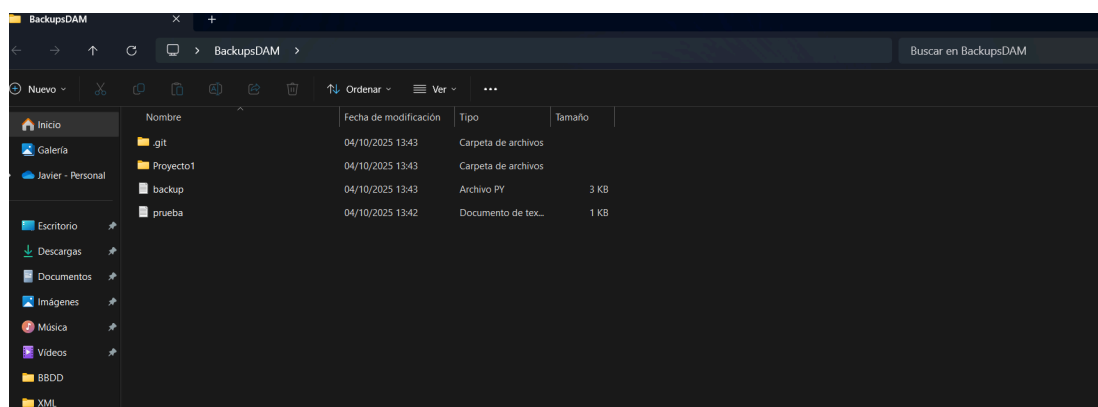 BackupsDAM
BackupsDAM
Buscar en BackupsDAM
Nuevo
Ordenar
Ver
Inicio
Galería
Javier - Personal
Escritorio
Descargas
Documentos
Imágenes
Música
Vídeos
BBDD
XML
Nombre Fecha de modificación Tipo Tamaño
.git 04/10/2025 13:43 Carpeta de archivos
Proyecto1 04/10/2025 13:43 Carpeta de archivos
backup 04/10/2025 13:43 Archivo PY 3 KB
prueba 04/10/2025 13:42 Documento de tex... 1 KB